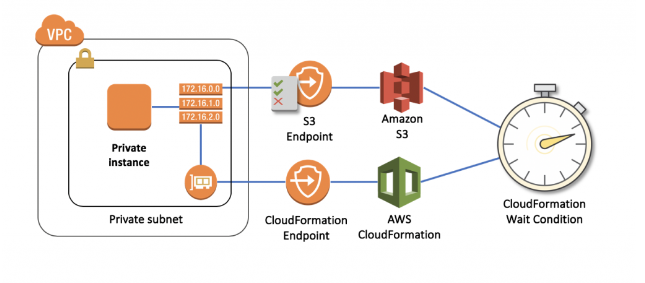 VPC
172.16.0.0
172.16.1.0
172.16.2.0
Private
instance
Private subnet
S3
Endpoint
Amazon
S3
CloudFormation
Endpoint
AWS
CloudFormation
CloudFormation
Wait Condition